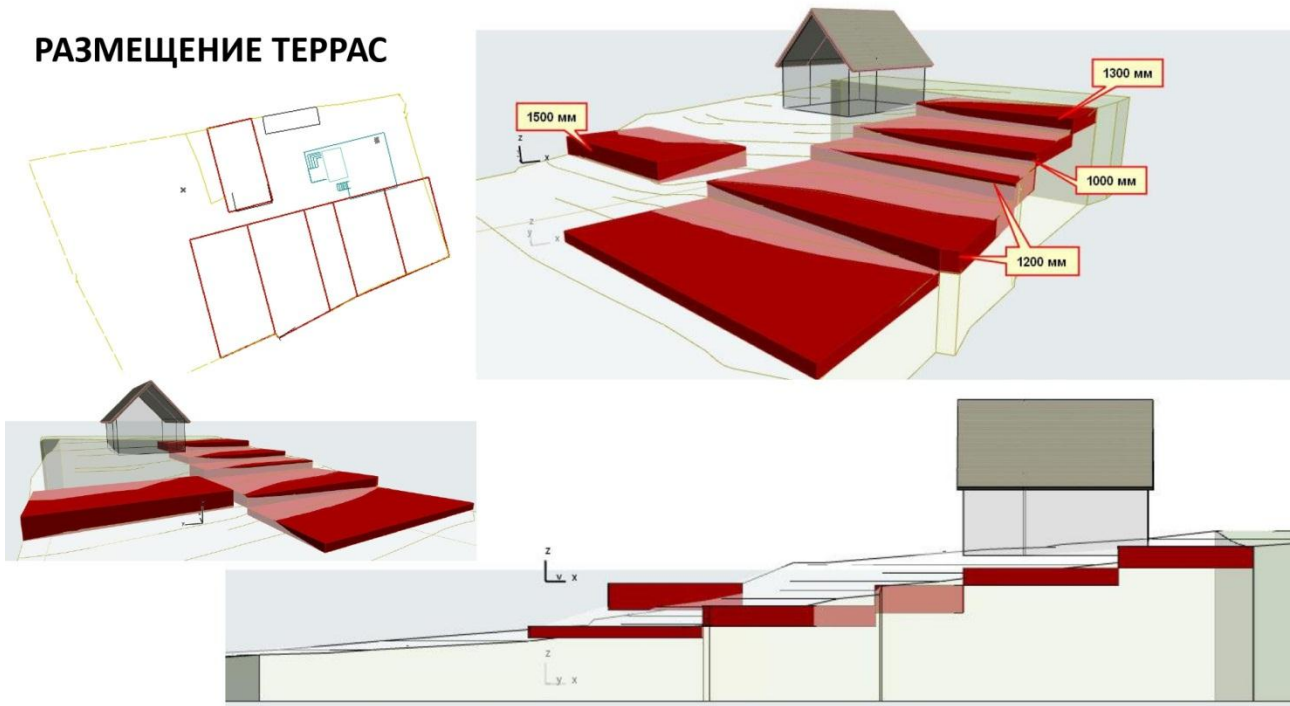 РАЗМЕЩЕНИЕ ТЕРРАС
1300 мм
1500 мм
1000 мм
1200 мм
z
x
z
y
x
z
y x
z
y x